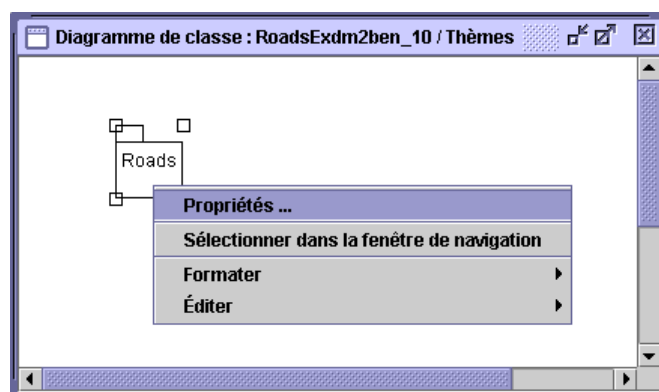 Diagramme de classe : RoadsExdm2ben_10 / Thèmes
Roads
Propriétés ...
Sélectionner dans la fenêtre de navigation
Formater
Éditer